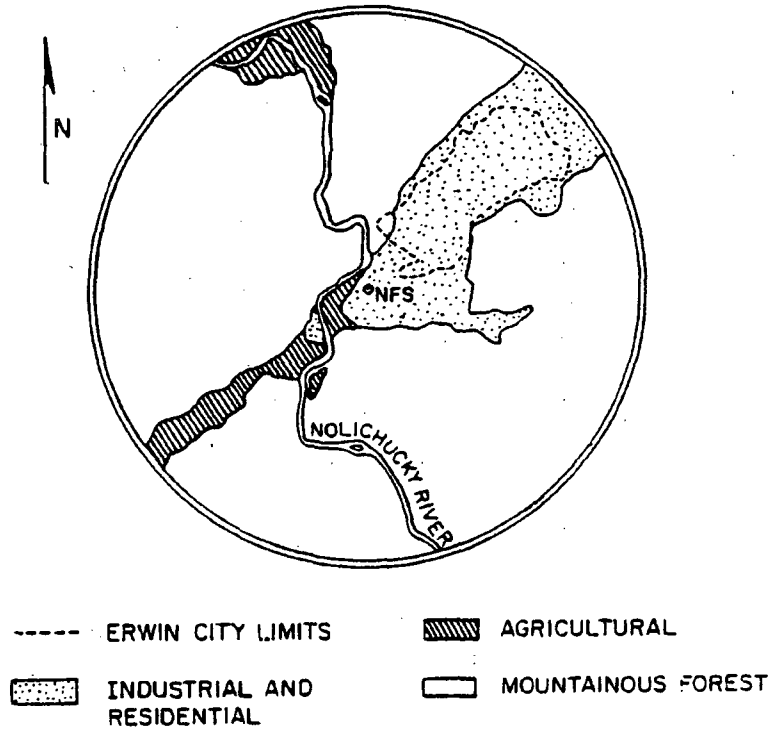 N
NFS
NOLICHUCKY RIVER
ERWIN CITY LIMITS
AGRICULTURAL
INDUSTRIAL AND
RESIDENTIAL
MOUNTAINOUS FOREST